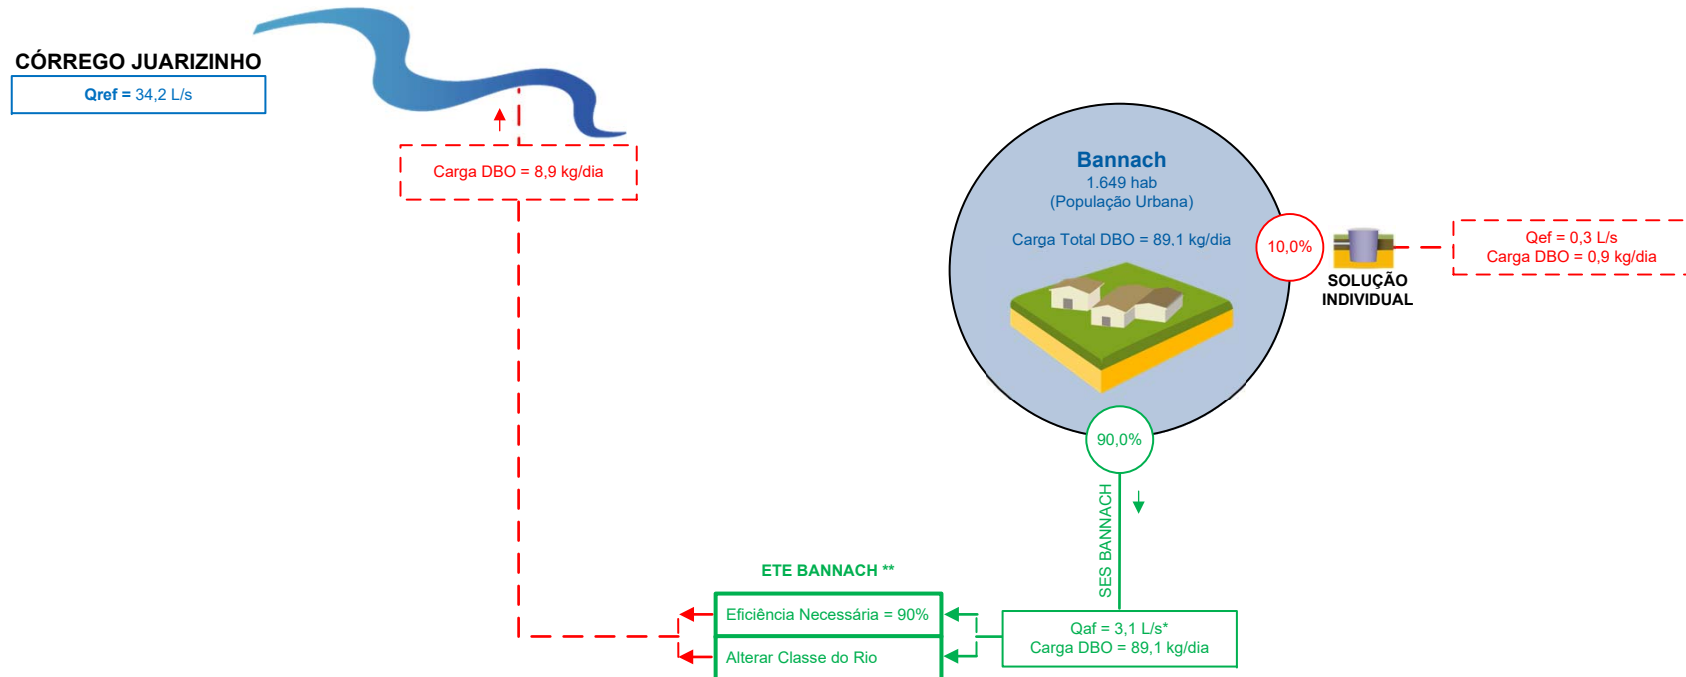 CÓRREGO JUARIZINHO
Qref = 34,2 L/s
Carga DBO = 8,9 kg/dia
Bannach
1.649 hab
(População Urbana)
Carga Total DBO = 89,1 kg/dia
10,0%
SOLUÇÃO
INDIVIDUAL
Qef = 0,3 L/s
Carga DBO = 0,9 kg/dia
90,0%
SES BANNACH
ETE BANNACH **
Eficiência Necessária = 90%
Alterar Classe do Rio
Qaf = 3,1 L/s*
Carga DBO = 89,1 kg/dia